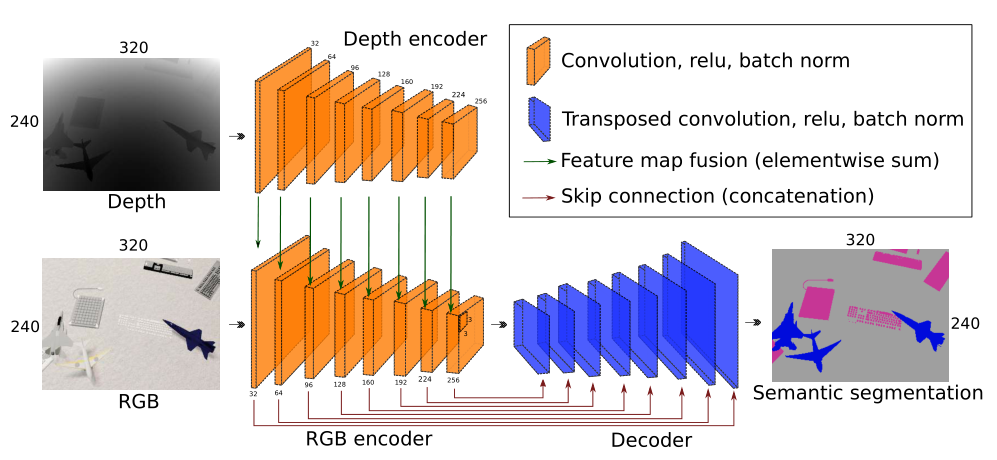 320
240
Depth
Depth encoder
32
64
96
128
160
192
224
256
Convolution, relu, batch norm
Transposed convolution, relu, batch norm
Feature map fusion (elementwise sum)
Skip connection (concatenation)
320
240
RGB
3
3
32
64
96
128
160
192
224
256
RGB encoder
Decoder
320
240
Semantic segmentation